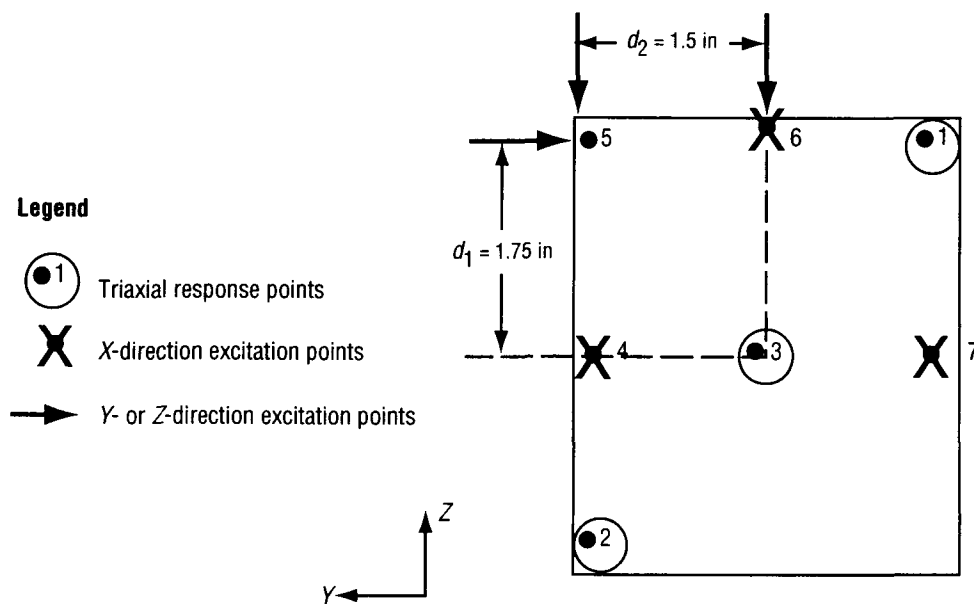 d2 = 1.5 in
5
6
1
d1 = 1.75 in
Legend
1 Triaxial response points
X-direction excitation points
Y- or Z-direction excitation points
4
3
7
2
Z
Y